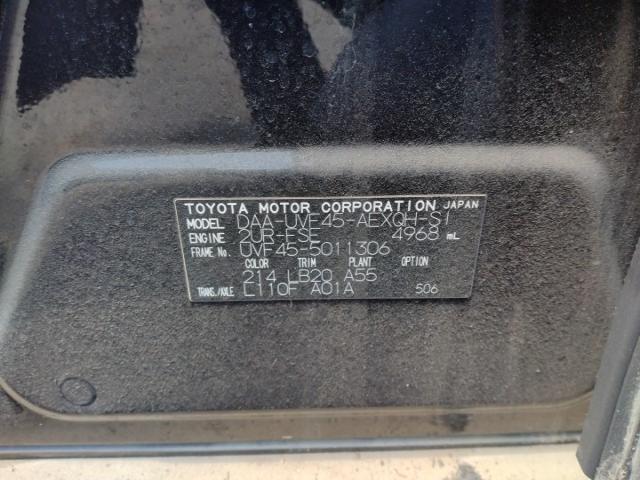 TOYOTA MOTOR CORPORATION JAPAN
MODEL DAA-UVF45-AEXQH-S1
ENGINE 2UR-FSE 4968 mL
FRAME No. UVF45-5011306
COLOR TRIM PLANT OPTION
214 LB20 A55
TRANS./AXLE L110F A01A 506